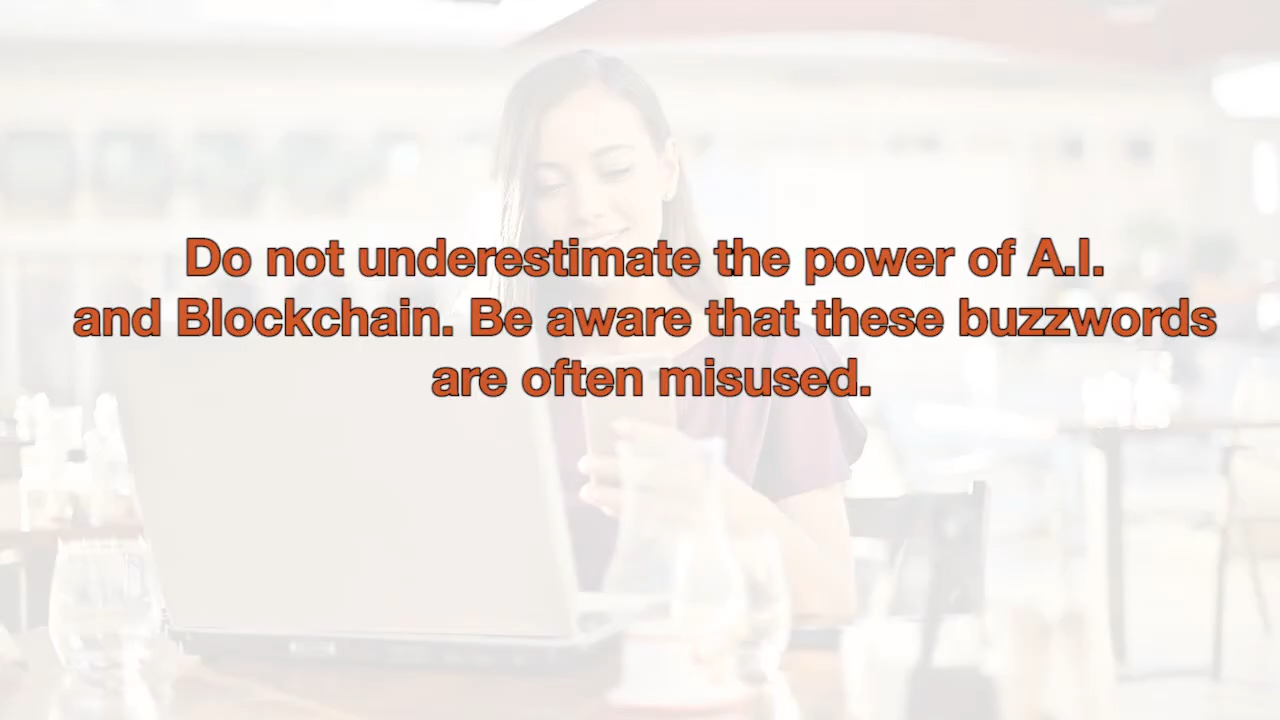 Do not underestimate the power of A.I.
and Blockchain. Be aware that these buzzwords
are often misused.